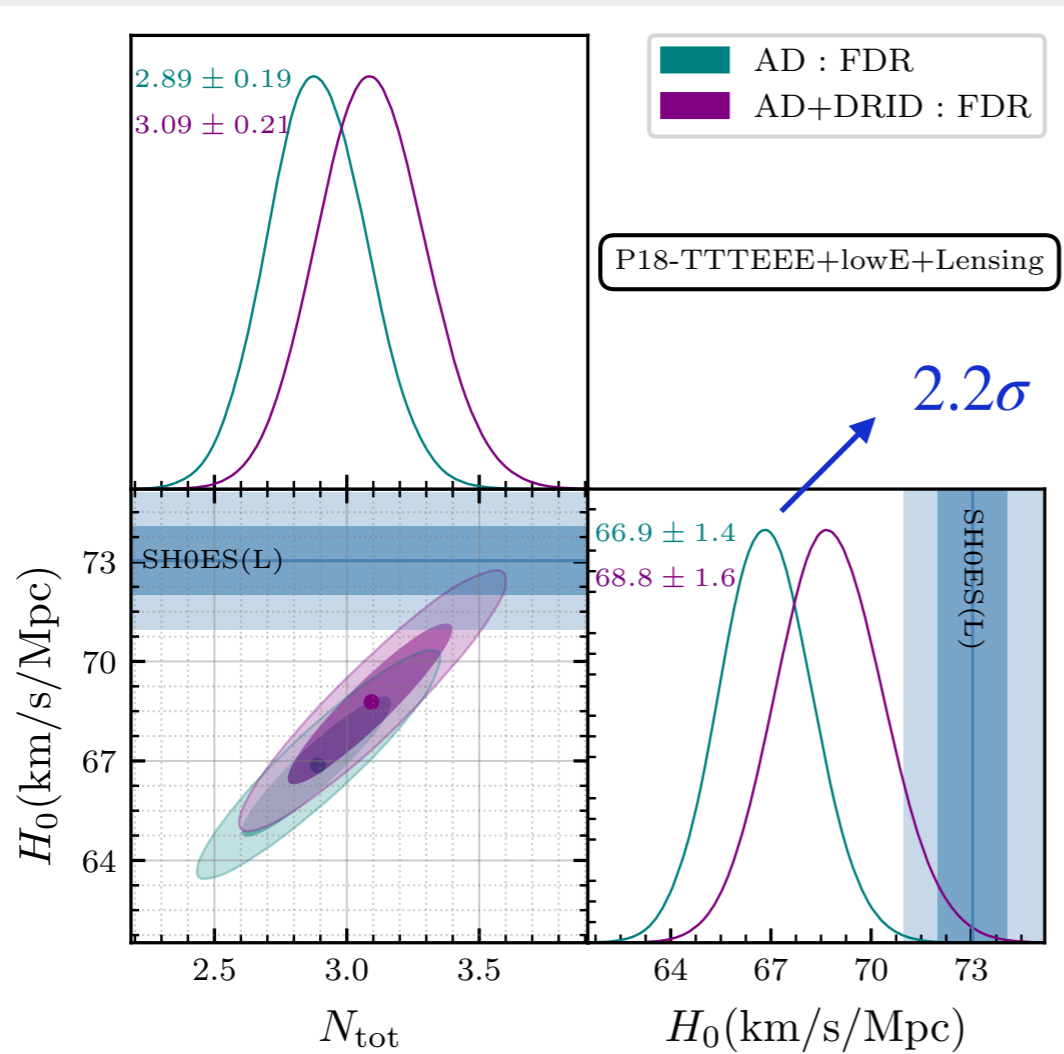 2.89 ± 0.19
3.09 ± 0.21
AD : FDR
AD+DRID : FDR
P18-TTTEEE+lowE+Lensing
2.2σ
H₀(km/s/Mpc)
73
70
67
64
SH0ES(L)
2.5 3.0 3.5
Nₜₒₜ
66.9 ± 1.4
68.8 ± 1.6
SH0ES(L)
64 67 70 73
H₀(km/s/Mpc)